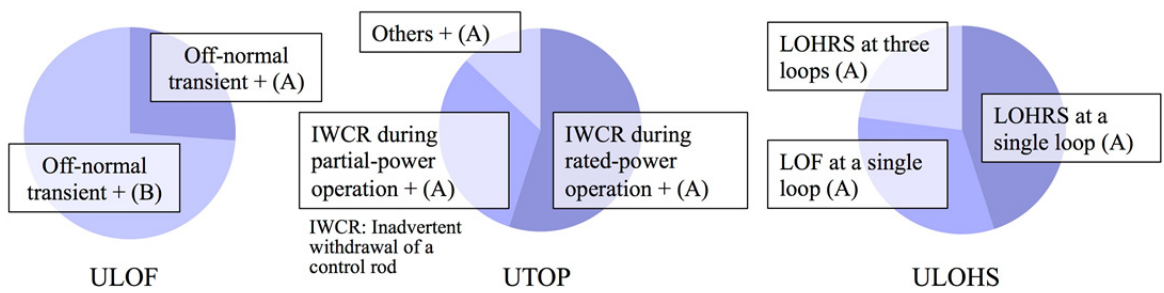 Off-normal
transient + (A)
Off-normal
transient + (B)
ULOF
Others + (A)
IWCR during
partial-power
operation + (A)
IWCR during
rated-power
operation + (A)
IWCR: Inadvertent
withdrawal of a
control rod
UTOP
LOHRS at three
loops (A)
LOHRS at a
single loop (A)
LOF at a single
loop (A)
ULOHS